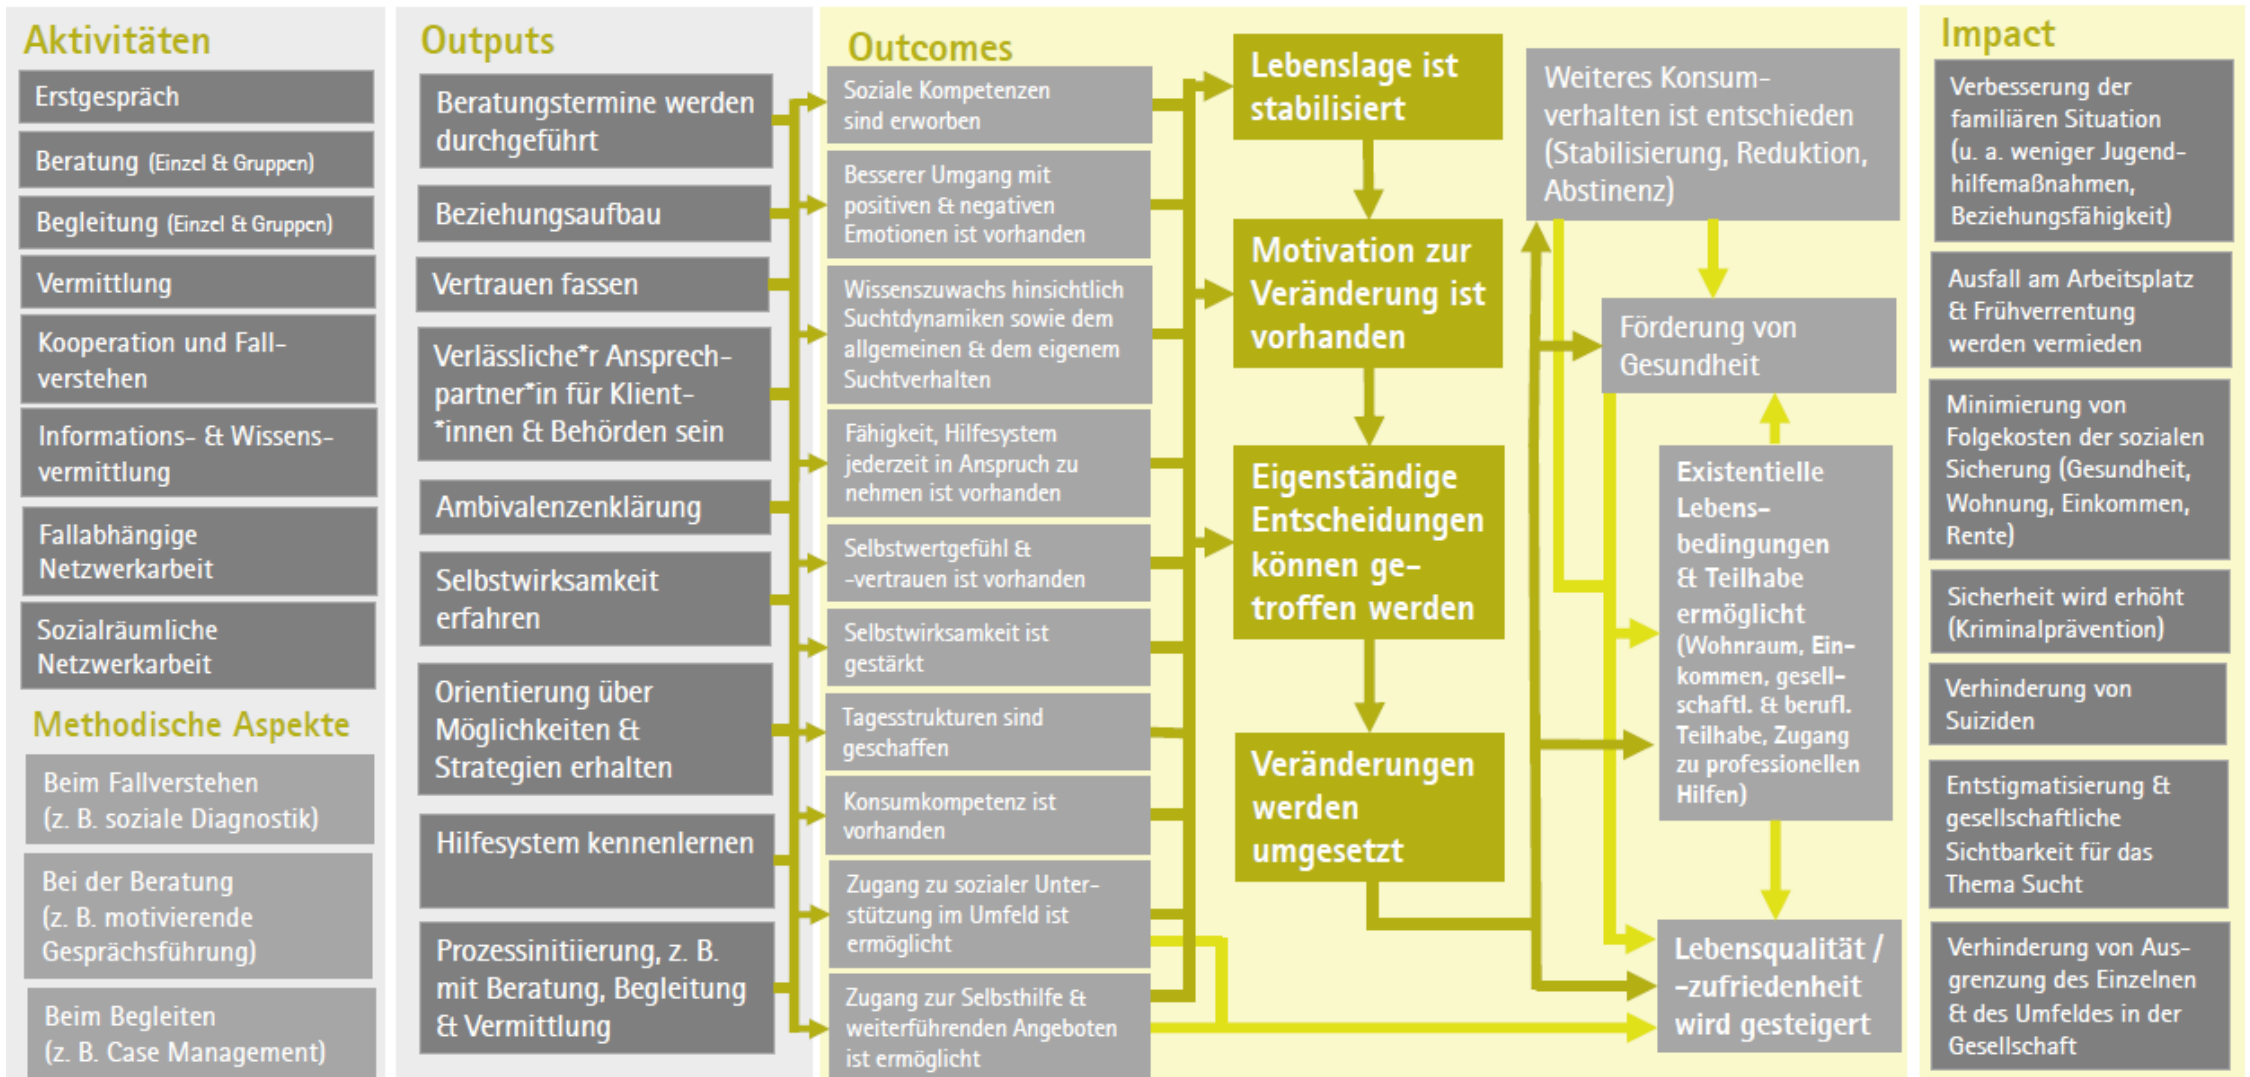 Aktivitäten
Erstgespräch
Beratung (Einzel & Gruppen)
Begleitung (Einzel & Gruppen)
Vermittlung
Kooperation und Fall-
verstehen
Informations- & Wissens-
vermittlung
Fallabhängige
Netzwerkarbeit
Sozialräumliche
Netzwerkarbeit
Methodische Aspekte
Beim Fallverstehen
(z. B. soziale Diagnostik)
Bei der Beratung
(z. B. motivierende
Gesprächsführung)
Beim Begleiten
(z. B. Case Management)
Outputs
Beratungstermine werden
durchgeführt
Beziehungsaufbau
Vertrauen fassen
Verlässliche*r Ansprech-
partner*in für Klient-
*innen & Behörden sein
Ambivalenzenklärung
Selbstwirksamkeit
erfahren
Orientierung über
Möglichkeiten &
Strategien erhalten
Hilfesystem kennenlernen
Prozessinitiierung, z. B.
mit Beratung, Begleitung
& Vermittlung
Outcomes
Soziale Kompetenzen
sind erworben
Besserer Umgang mit
positiven & negativen
Emotionen ist vorhanden
Wissenszuwachs hinsichtlich
Suchtdynamiken sowie dem
allgemeinen & dem eigenem
Suchtverhalten
Fähigkeit, Hilfesystem
jederzeit in Anspruch zu
nehmen ist vorhanden
Selbstwertgefühl &
-vertrauen ist vorhanden
Selbstwirksamkeit ist
gestärkt
Tagesstrukturen sind
geschaffen
Konsumkompetenz ist
vorhanden
Zugang zu sozialer Unter-
stützung im Umfeld ist
ermöglicht
Zugang zur Selbsthilfe &
weiterführenden Angeboten
ist ermöglicht
Lebenslage ist
stabilisiert
Motivation zur
Veränderung ist
vorhanden
Eigenständige
Entscheidungen
können ge-
troffen werden
Veränderungen
werden
umgesetzt
Weiteres Konsum-
verhalten ist entschieden
(Stabilisierung, Reduktion,
Abstinenz)
Förderung von
Gesundheit
Existentielle
Lebens-
bedingungen
& Teilhabe
ermöglicht
(Wohnraum, Ein-
kommen, gesell-
schaftl. & berufl.
Teilhabe, Zugang
zu professionellen
Hilfen)
Lebensqualität /
-zufriedenheit
wird gesteigert
Impact
Verbesserung der
familiären Situation
(u. a. weniger Jugend-
hilfemaßnahmen,
Beziehungsfähigkeit)
Ausfall am Arbeitsplatz
& Frühverrentung
werden vermieden
Minimierung von
Folgekosten der sozialen
Sicherung (Gesundheit,
Wohnung, Einkommen,
Rente)
Sicherheit wird erhöht
(Kriminalprävention)
Verhinderung von
Suiziden
Entstigmatisierung &
gesellschaftliche
Sichtbarkeit für das
Thema Sucht
Verhinderung von Aus-
grenzung des Einzelnen
& des Umfeldes in der
Gesellschaft